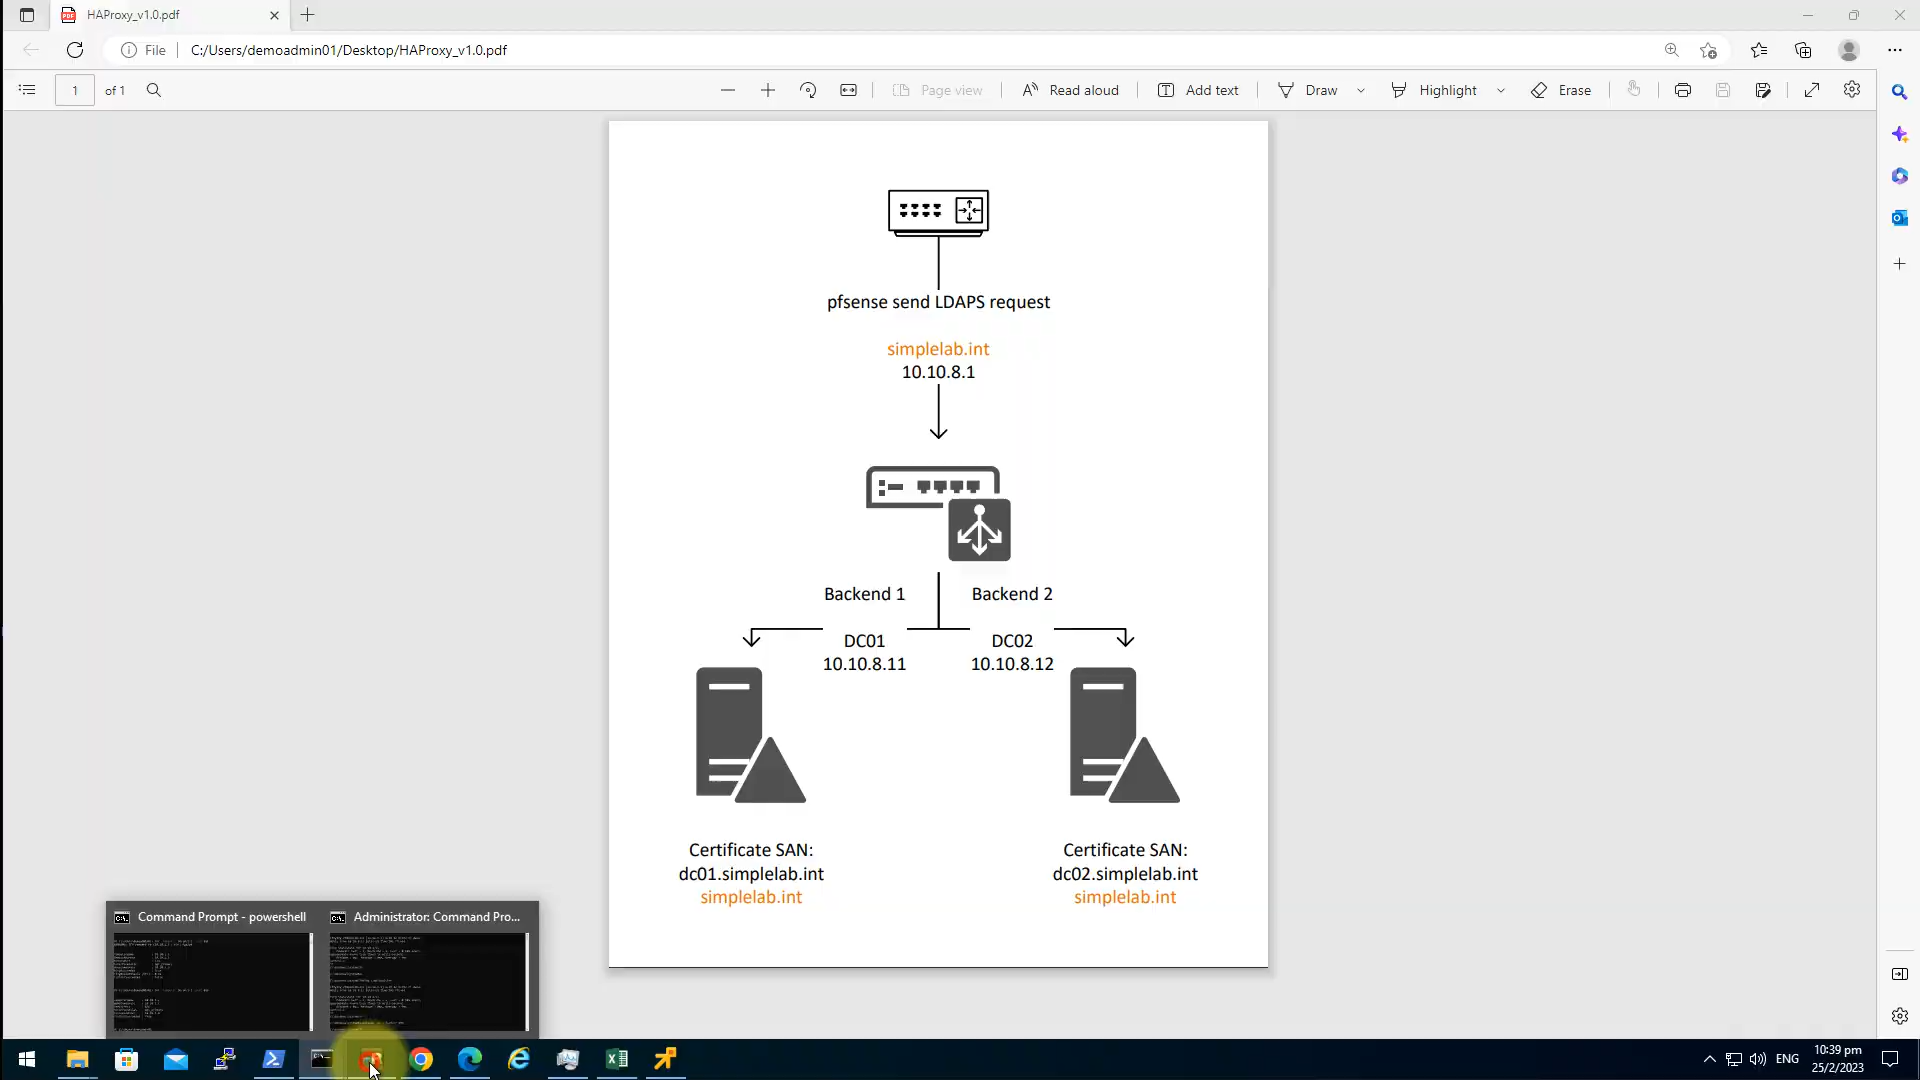 HAProxy_v1.0.pdf
File
C:/Users/demoadmin01/Desktop/HAProxy_v1.0.pdf
1
of 1
Page view
Read aloud
Add text
Draw
Highlight
Erase
pfsense send LDAPS request
simplelab.int
10.10.8.1
Backend 1
Backend 2
DC01
10.10.8.11
DC02
10.10.8.12
Certificate SAN:
dc01.simplelab.int
simplelab.int
Certificate SAN:
dc02.simplelab.int
simplelab.int
Command Prompt - powershell
Administrator: Command Pro...
ENG
10:39 pm
25/2/2023